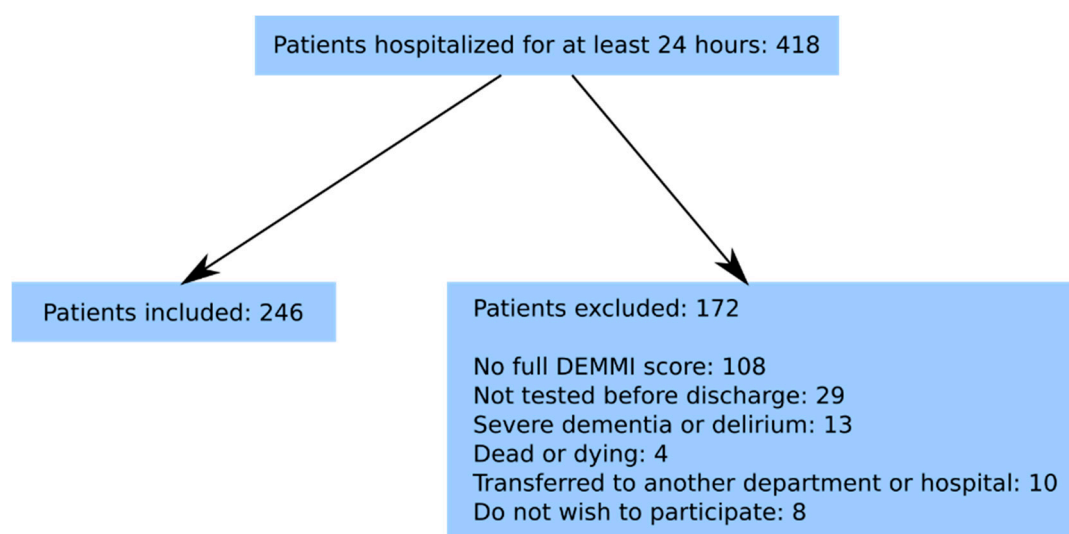 Patients hospitalized for at least 24 hours: 418
Patients included: 246
Patients excluded: 172
No full DEMMI score: 108
Not tested before discharge: 29
Severe dementia or delirium: 13
Dead or dying: 4
Transferred to another department or hospital: 10
Do not wish to participate: 8